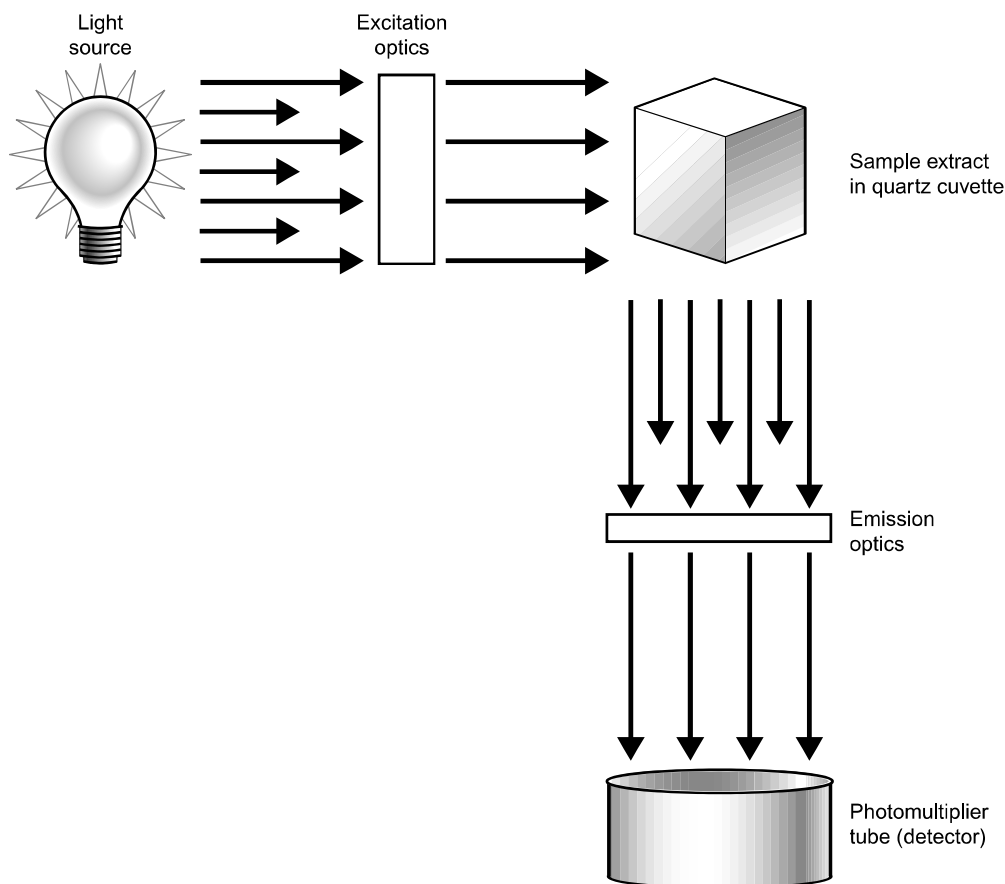 Light
source
Excitation
optics
Sample extract
in quartz cuvette
Emission
optics
Photomultiplier
tube (detector)